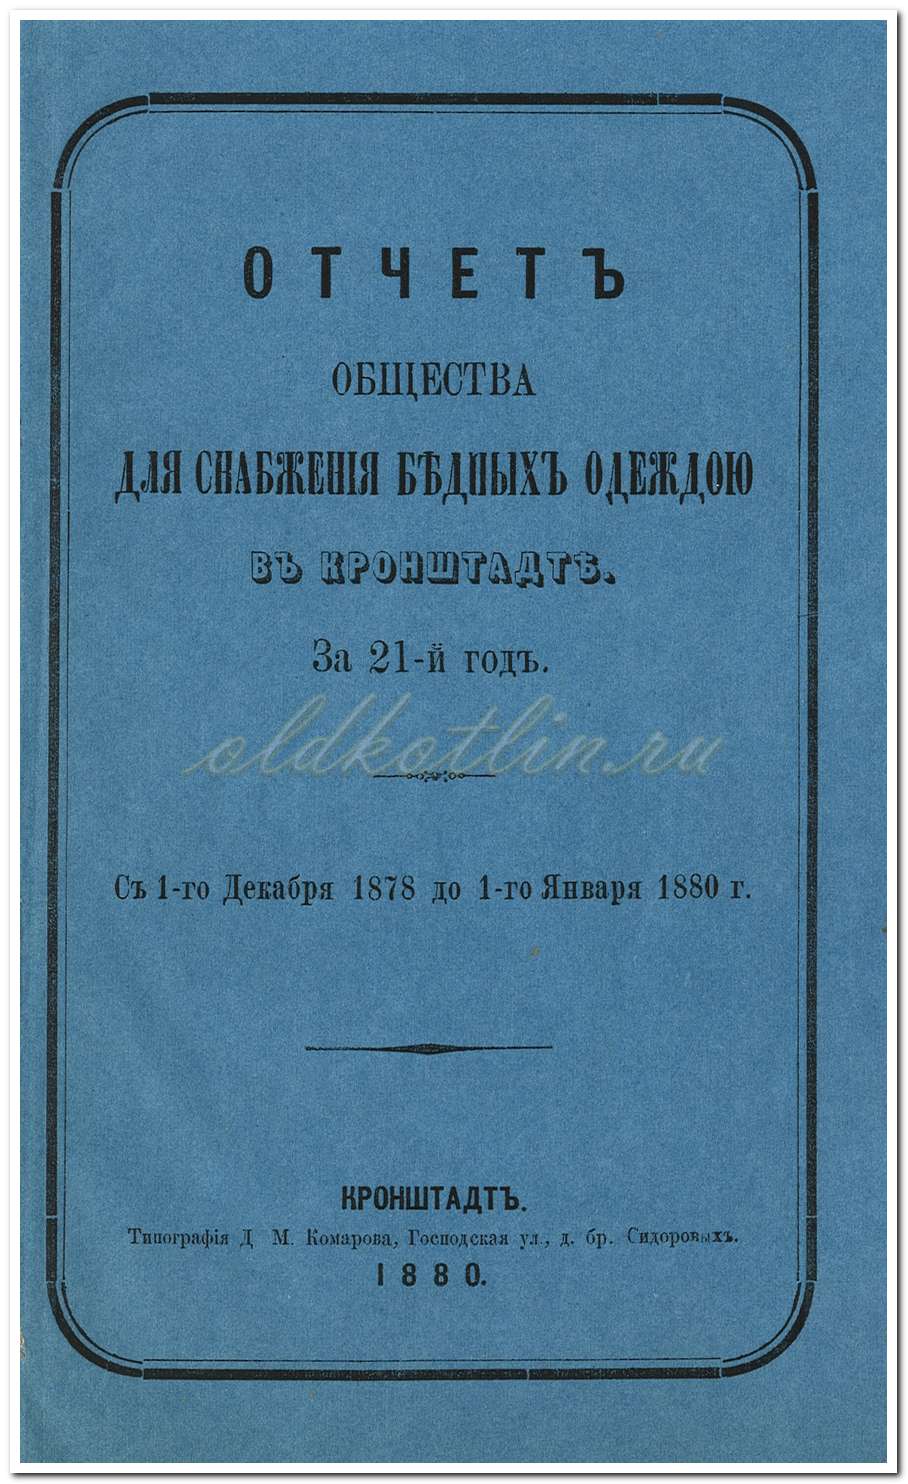 ОТЧЕТЪ
ОБЩЕСТВА
ДЛЯ СНАБЖЕНІЯ БѢДНЫХЪ ОДЕЖДОЮ
ВЪ КРОНШТАДТѢ.
За 21-й годъ.
oldkotlin.ru
Съ 1-го Декабря 1878 до 1-го Января 1880 г.
КРОНШТАДТЪ.
Типографія Д М. Комарова, Господская ул., д. бр. Сидоровыхъ.
1880.